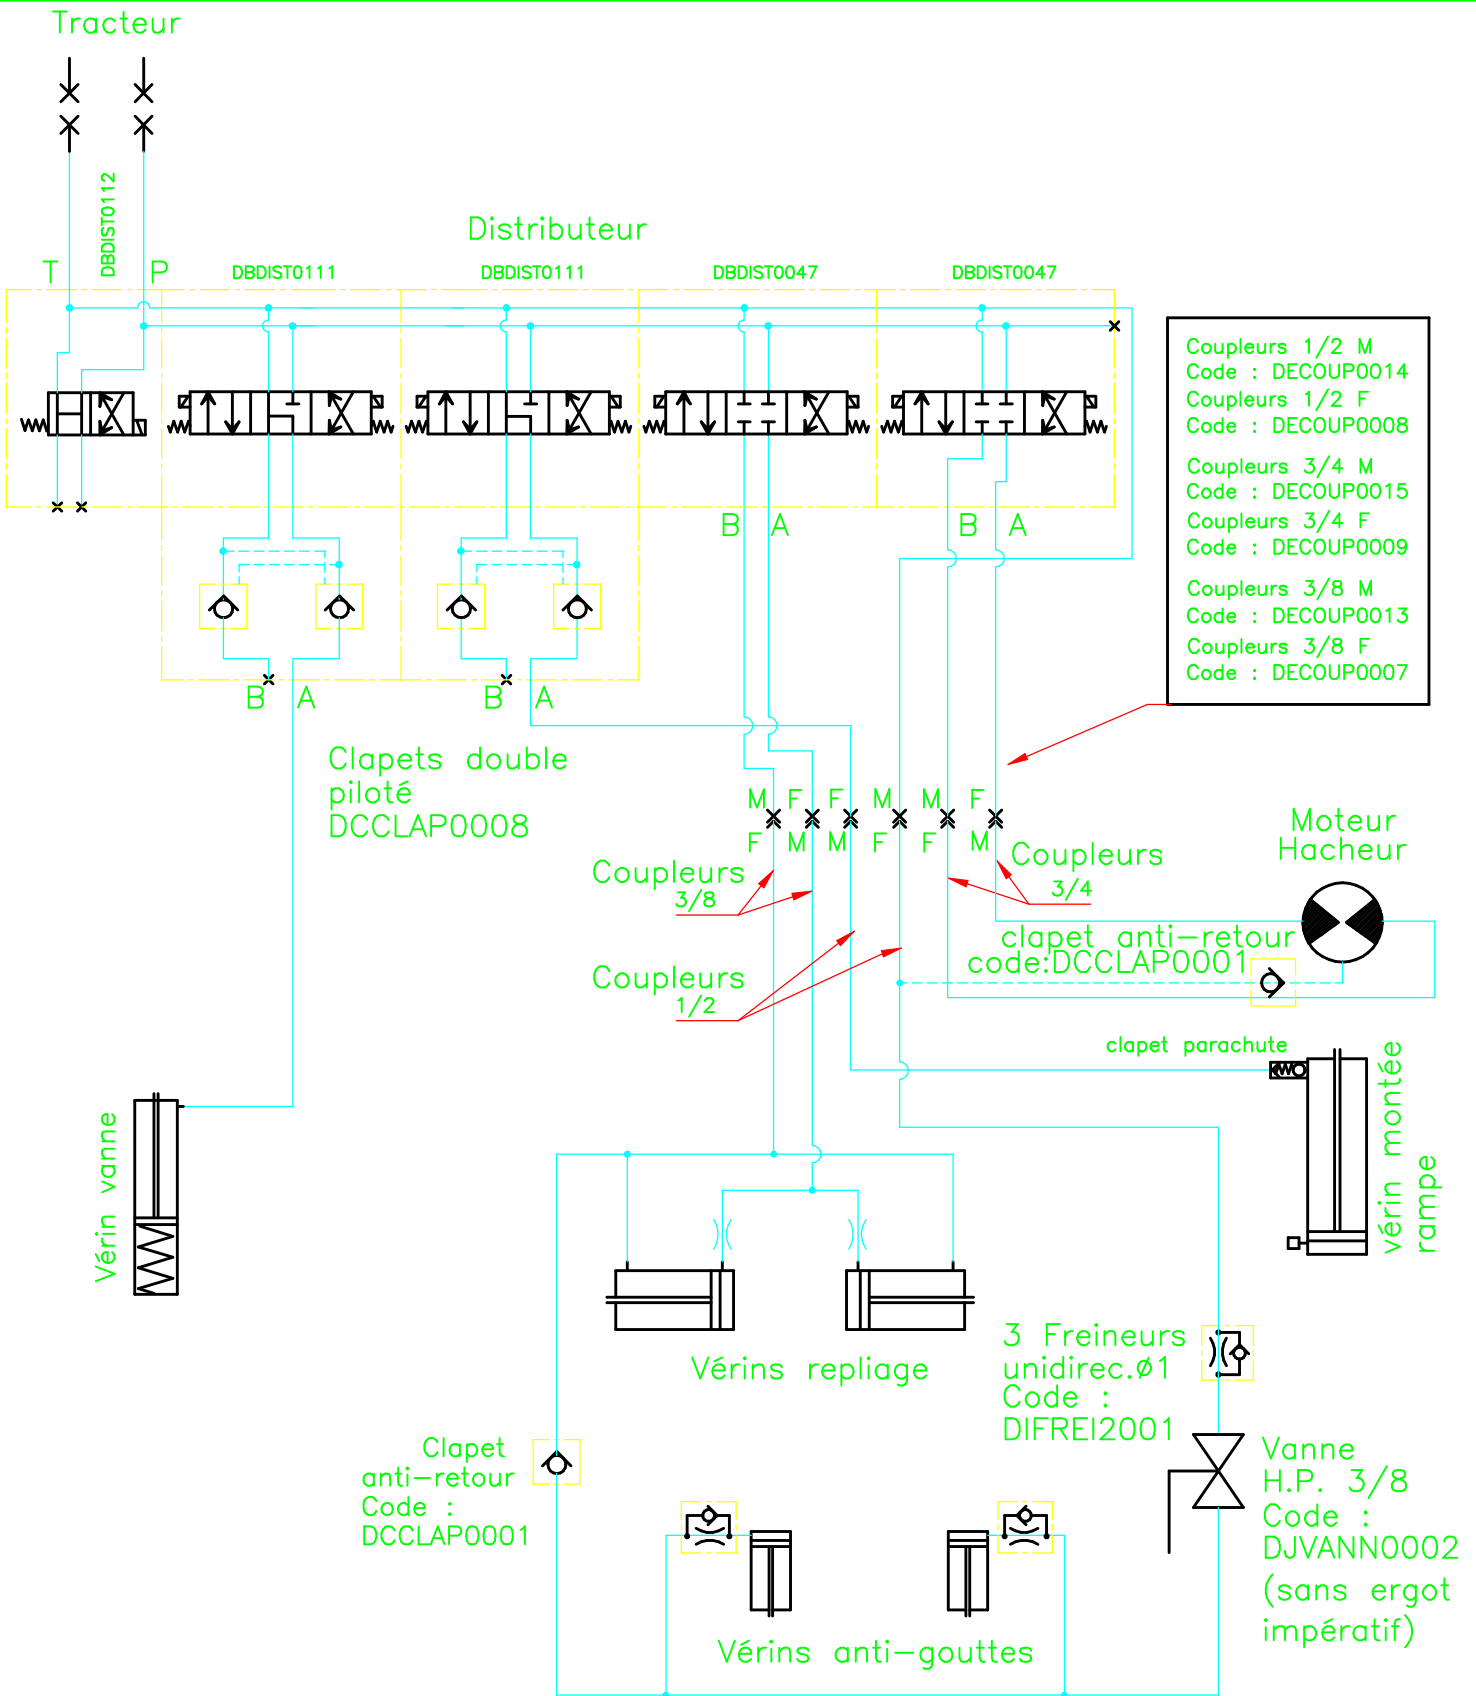 Tracteur
DBDIST0112
Distributeur
T
P
DBDIST0111
DBDIST0111
DBDIST0047
DBDIST0047
Coupleurs 1/2 M
Code : DECOUP0014
Coupleurs 1/2 F
Code : DECOUP0008
Coupleurs 3/4 M
Code : DECOUP0015
Coupleurs 3/4 F
Code : DECOUP0009
Coupleurs 3/8 M
Code : DECOUP0013
Coupleurs 3/8 F
Code : DECOUP0007
B A
B A
B A
B A
Clapets double
piloté
DCCLAP0008
M F F M M F
F M M F F M
Coupleurs
3/8
Coupleurs
3/4
Moteur
Hacheur
clapet anti-retour
code:DCCLAP0001
Coupleurs
1/2
clapet parachute
vérin montée
rampe
Vérin vanne
Vérins repliage
3 Freineurs
unidirec.ø1
Code :
DIFREI2001
Clapet
anti-retour
Code :
DCCLAP0001
Vanne
H.P. 3/8
Code :
DJVANN0002
(sans ergot
impératif)
Vérins anti-gouttes